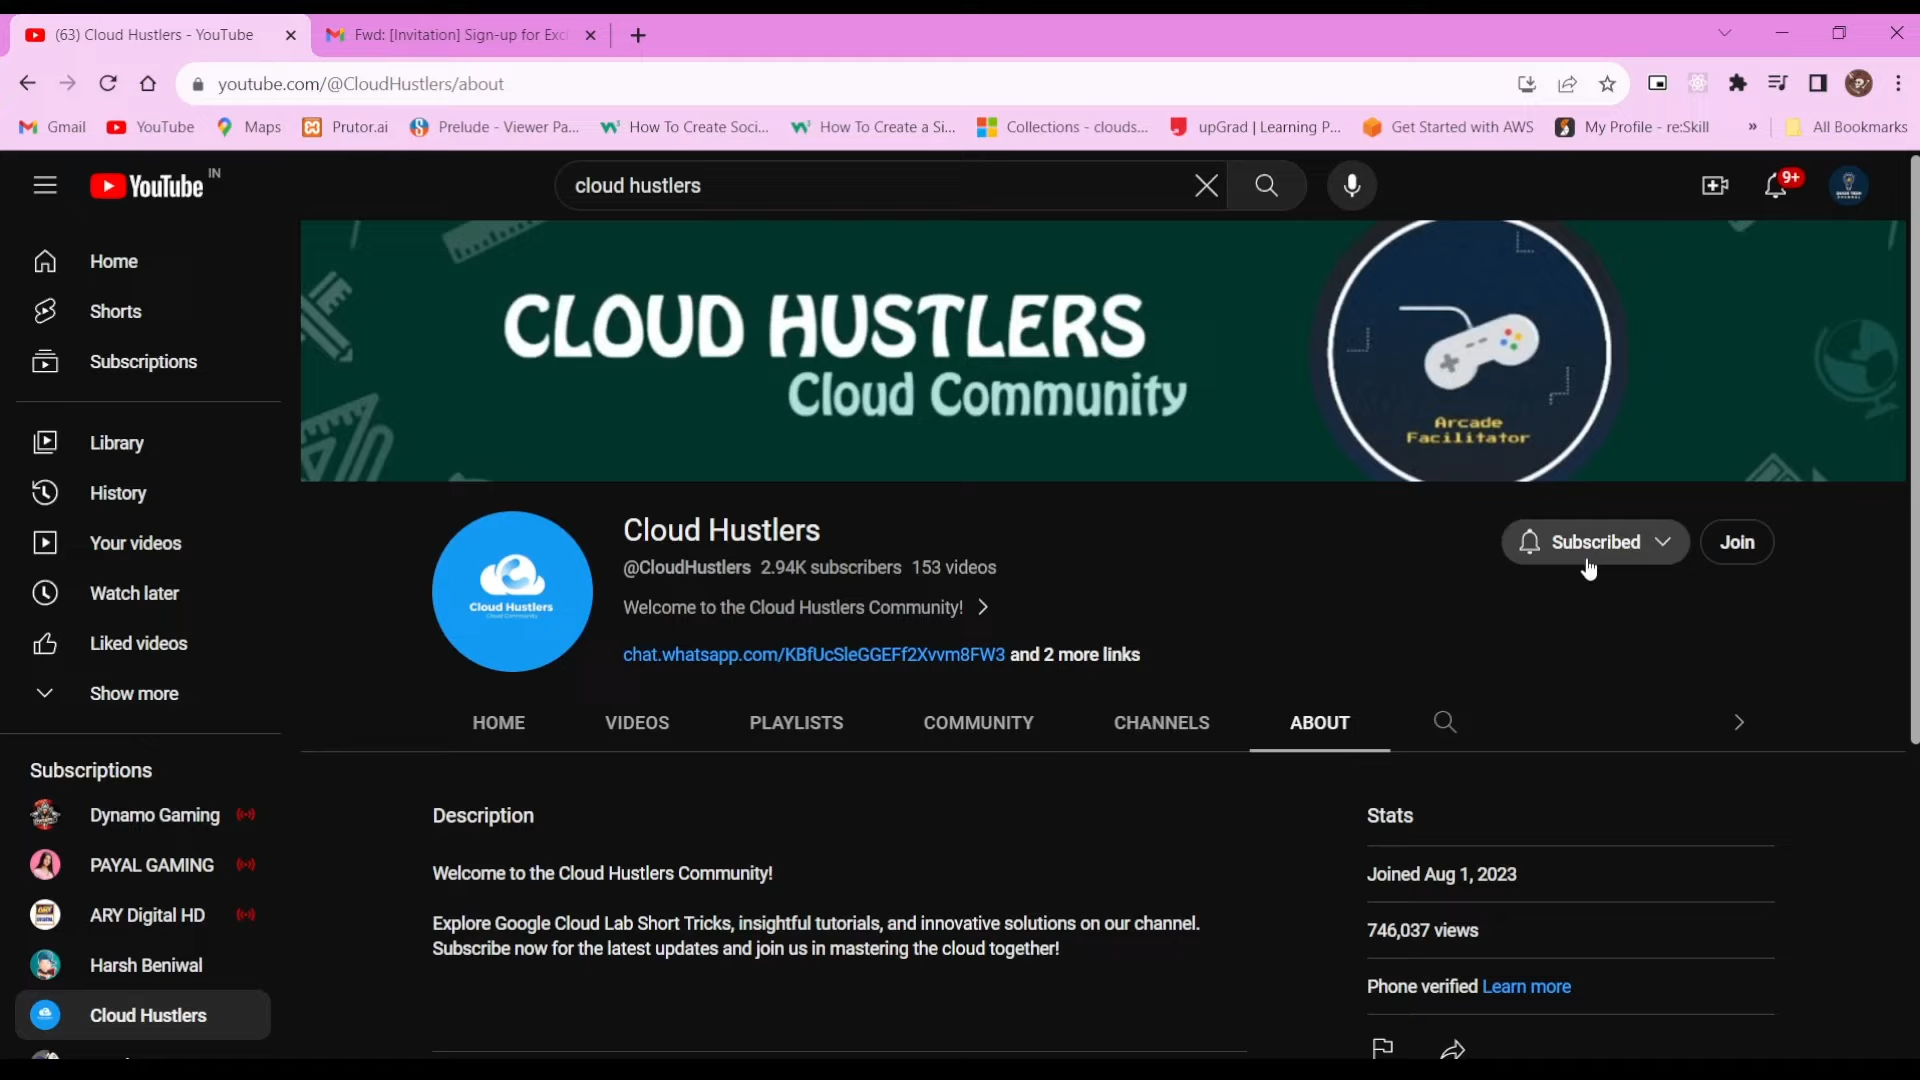 (63) Cloud Hustlers - YouTube
Fwd: [Invitation] Sign-up for Exc
youtube.com/@CloudHustlers/about
Gmail
YouTube
Maps
Prutor.ai
Prelude - Viewer Pa...
How To Create Soci...
How To Create a Si...
Collections - clouds...
upGrad | Learning P...
Get Started with AWS
My Profile - re:Skill
»
All Bookmarks
YouTube IN
cloud hustlers
9+
Home
Shorts
Subscriptions
Library
History
Your videos
Watch later
Liked videos
Show more
Subscriptions
Dynamo Gaming
PAYAL GAMING
ARY Digital HD
Harsh Beniwal
Cloud Hustlers
CLOUD HUSTLERS
Cloud Community
Arcade
Facilitator
Cloud Hustlers
Cloud Community
Cloud Hustlers
@CloudHustlers 2.94K subscribers 153 videos
Welcome to the Cloud Hustlers Community!
chat.whatsapp.com/KBfUcSleGGEFf2Xvvm8FW3 and 2 more links
Subscribed
Join
HOME
VIDEOS
PLAYLISTS
COMMUNITY
CHANNELS
ABOUT
Description
Welcome to the Cloud Hustlers Community!
Explore Google Cloud Lab Short Tricks, insightful tutorials, and innovative solutions on our channel.
Subscribe now for the latest updates and join us in mastering the cloud together!
Stats
Joined Aug 1, 2023
746,037 views
Phone verified Learn more